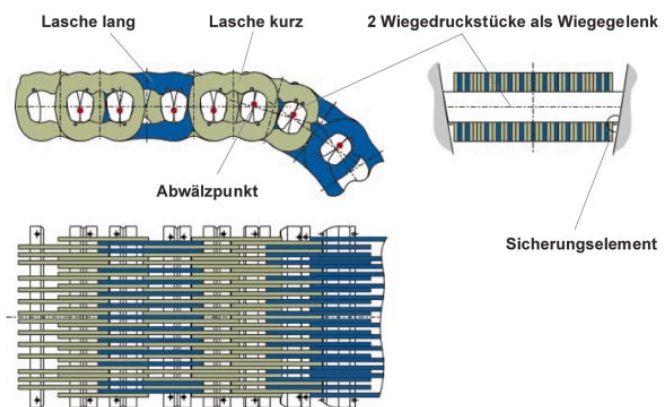 Lasche lang
Lasche kurz
2 Wiegedruckstücke als Wiegegelenk
Abwälzpunkt
Sicherungselement